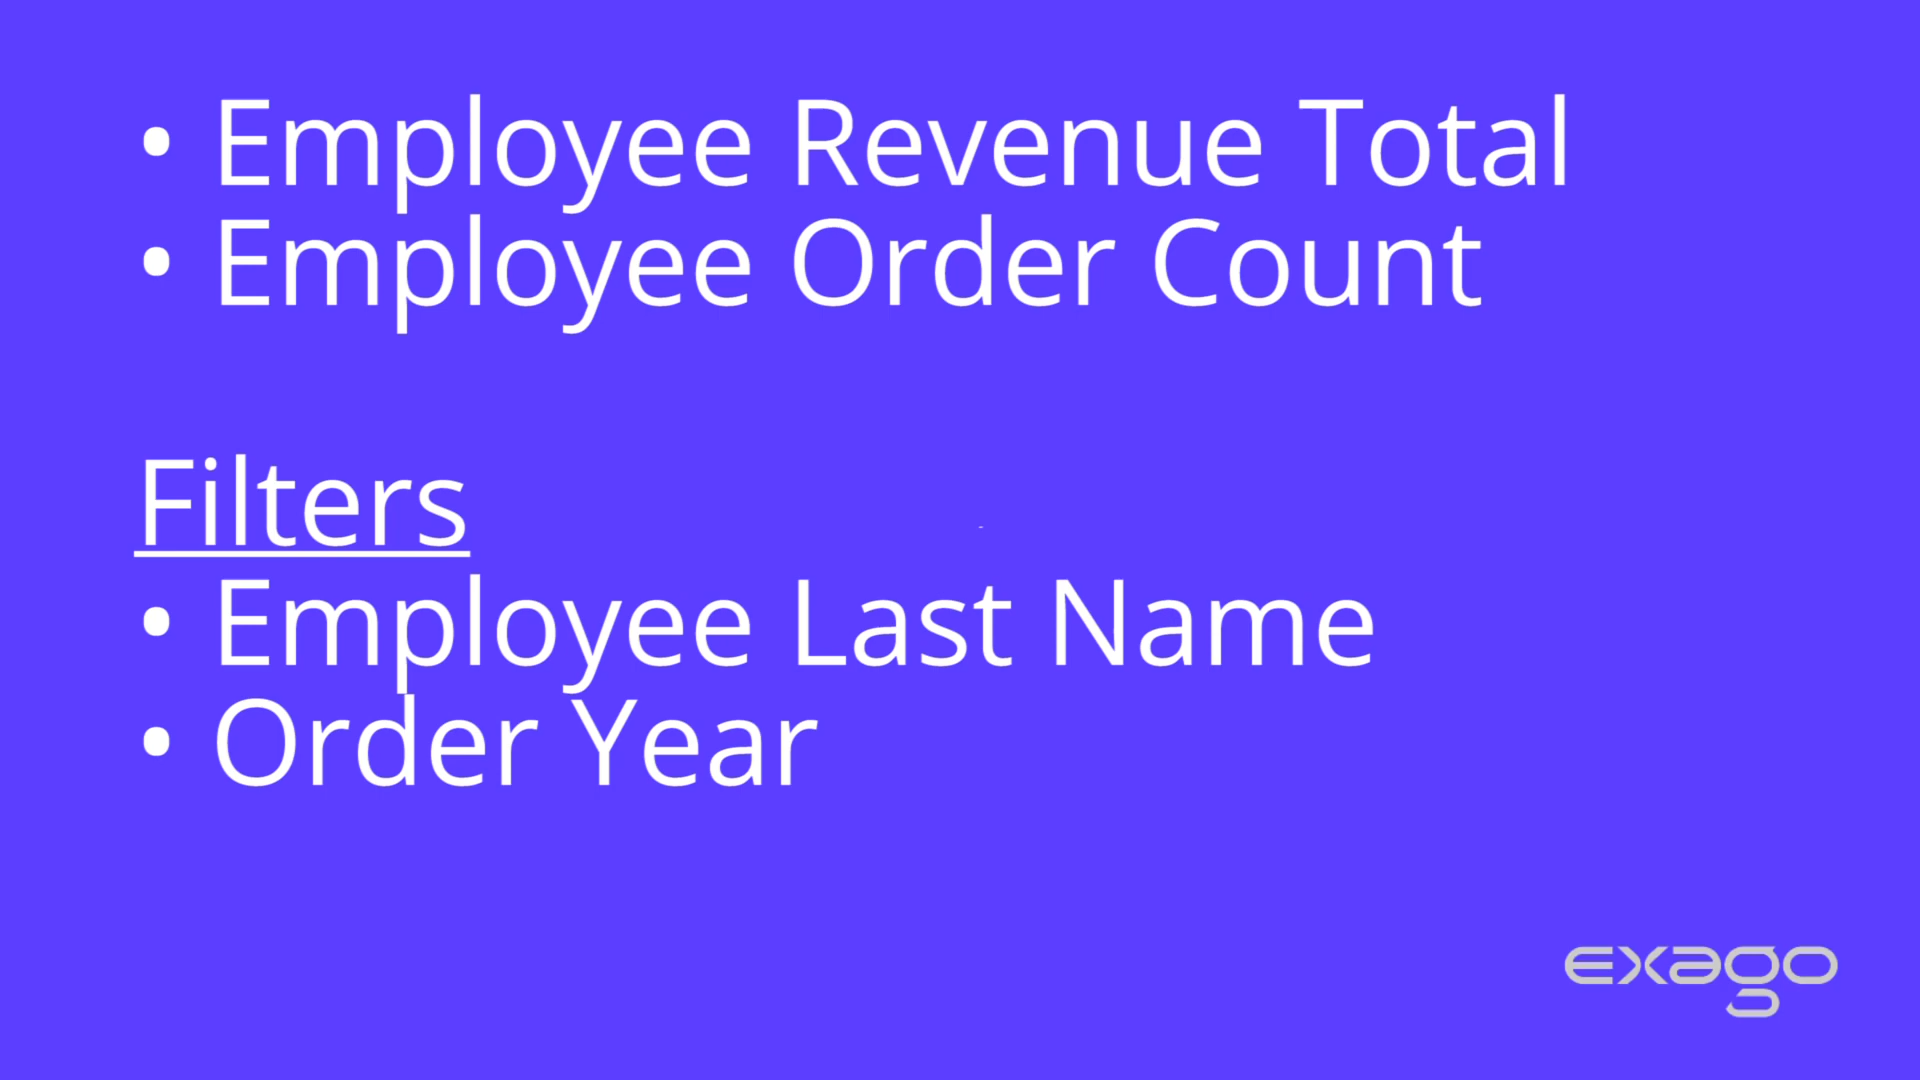 • Employee Revenue Total
• Employee Order Count
Filters
• Employee Last Name
• Order Year
exago